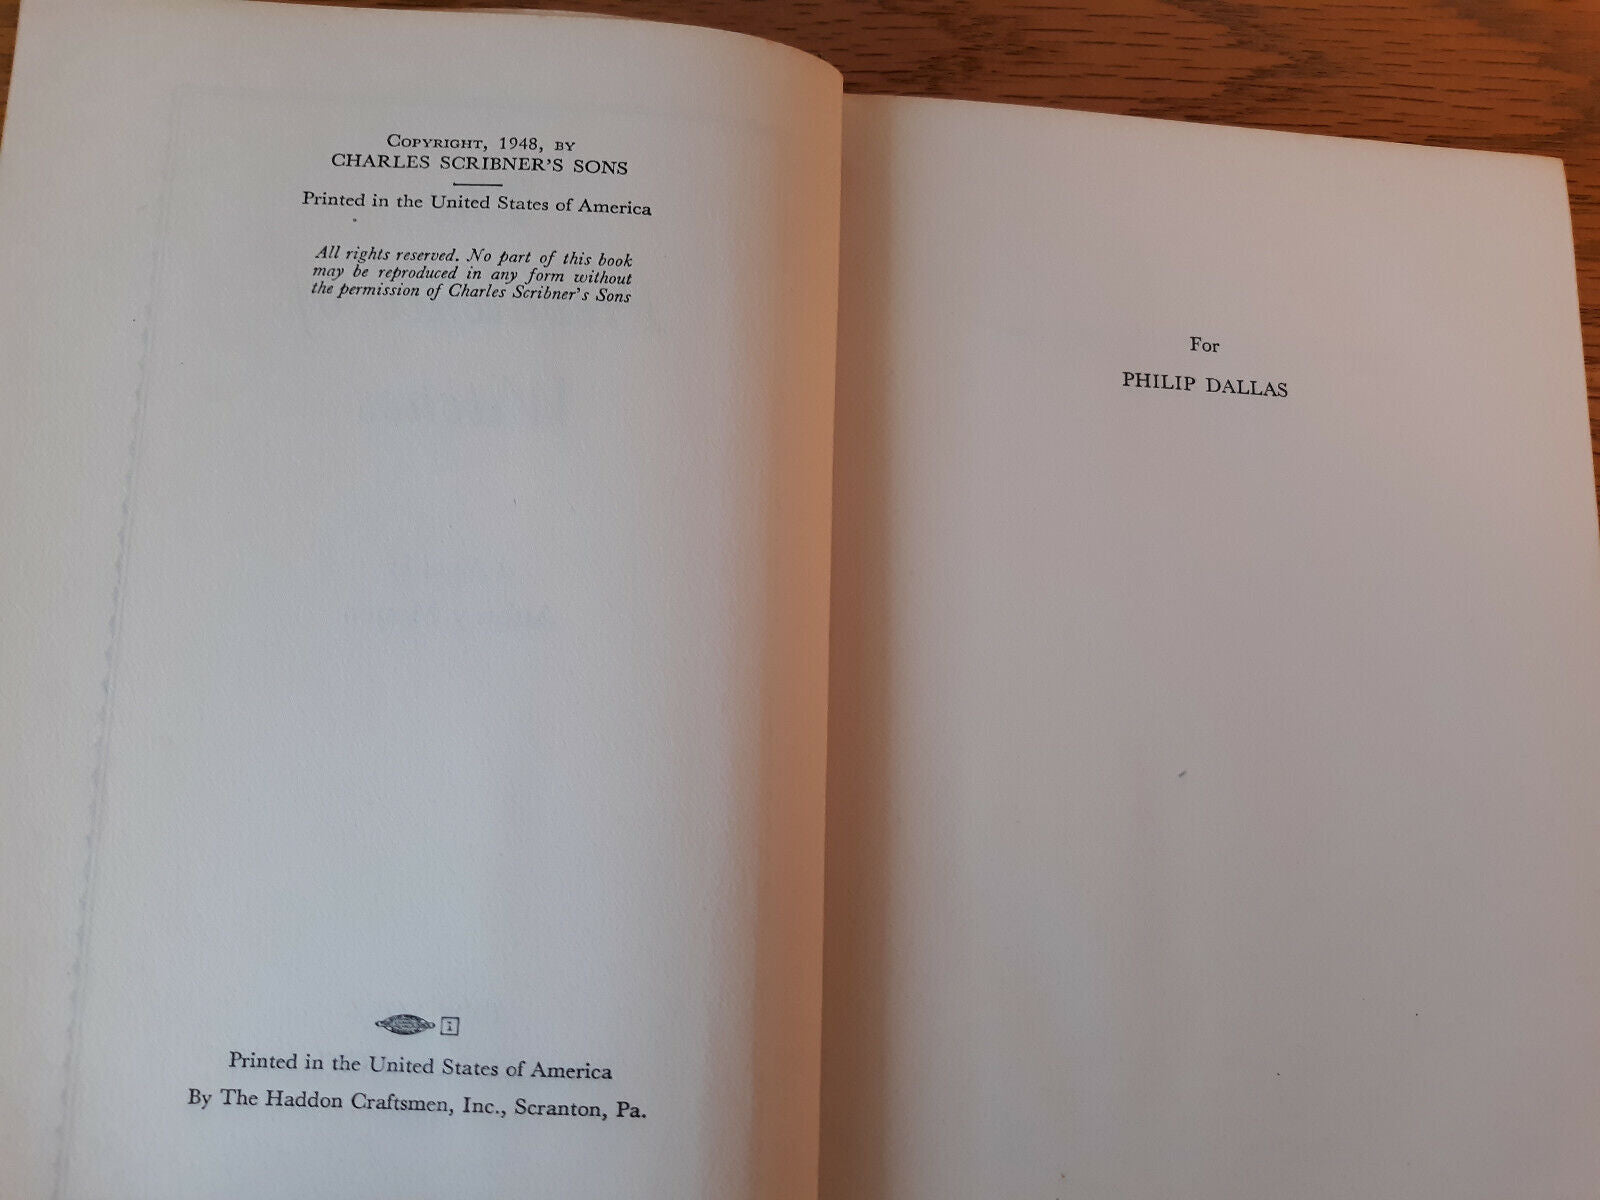 Copyright, 1948, by
CHARLES SCRIBNER'S SONS
Printed in the United States of America
All rights reserved. No part of this book
may be reproduced in any form without
the permission of Charles Scribner's Sons
1
Printed in the United States of America
By The Haddon Craftsmen, Inc., Scranton, Pa.
For
PHILIP DALLAS